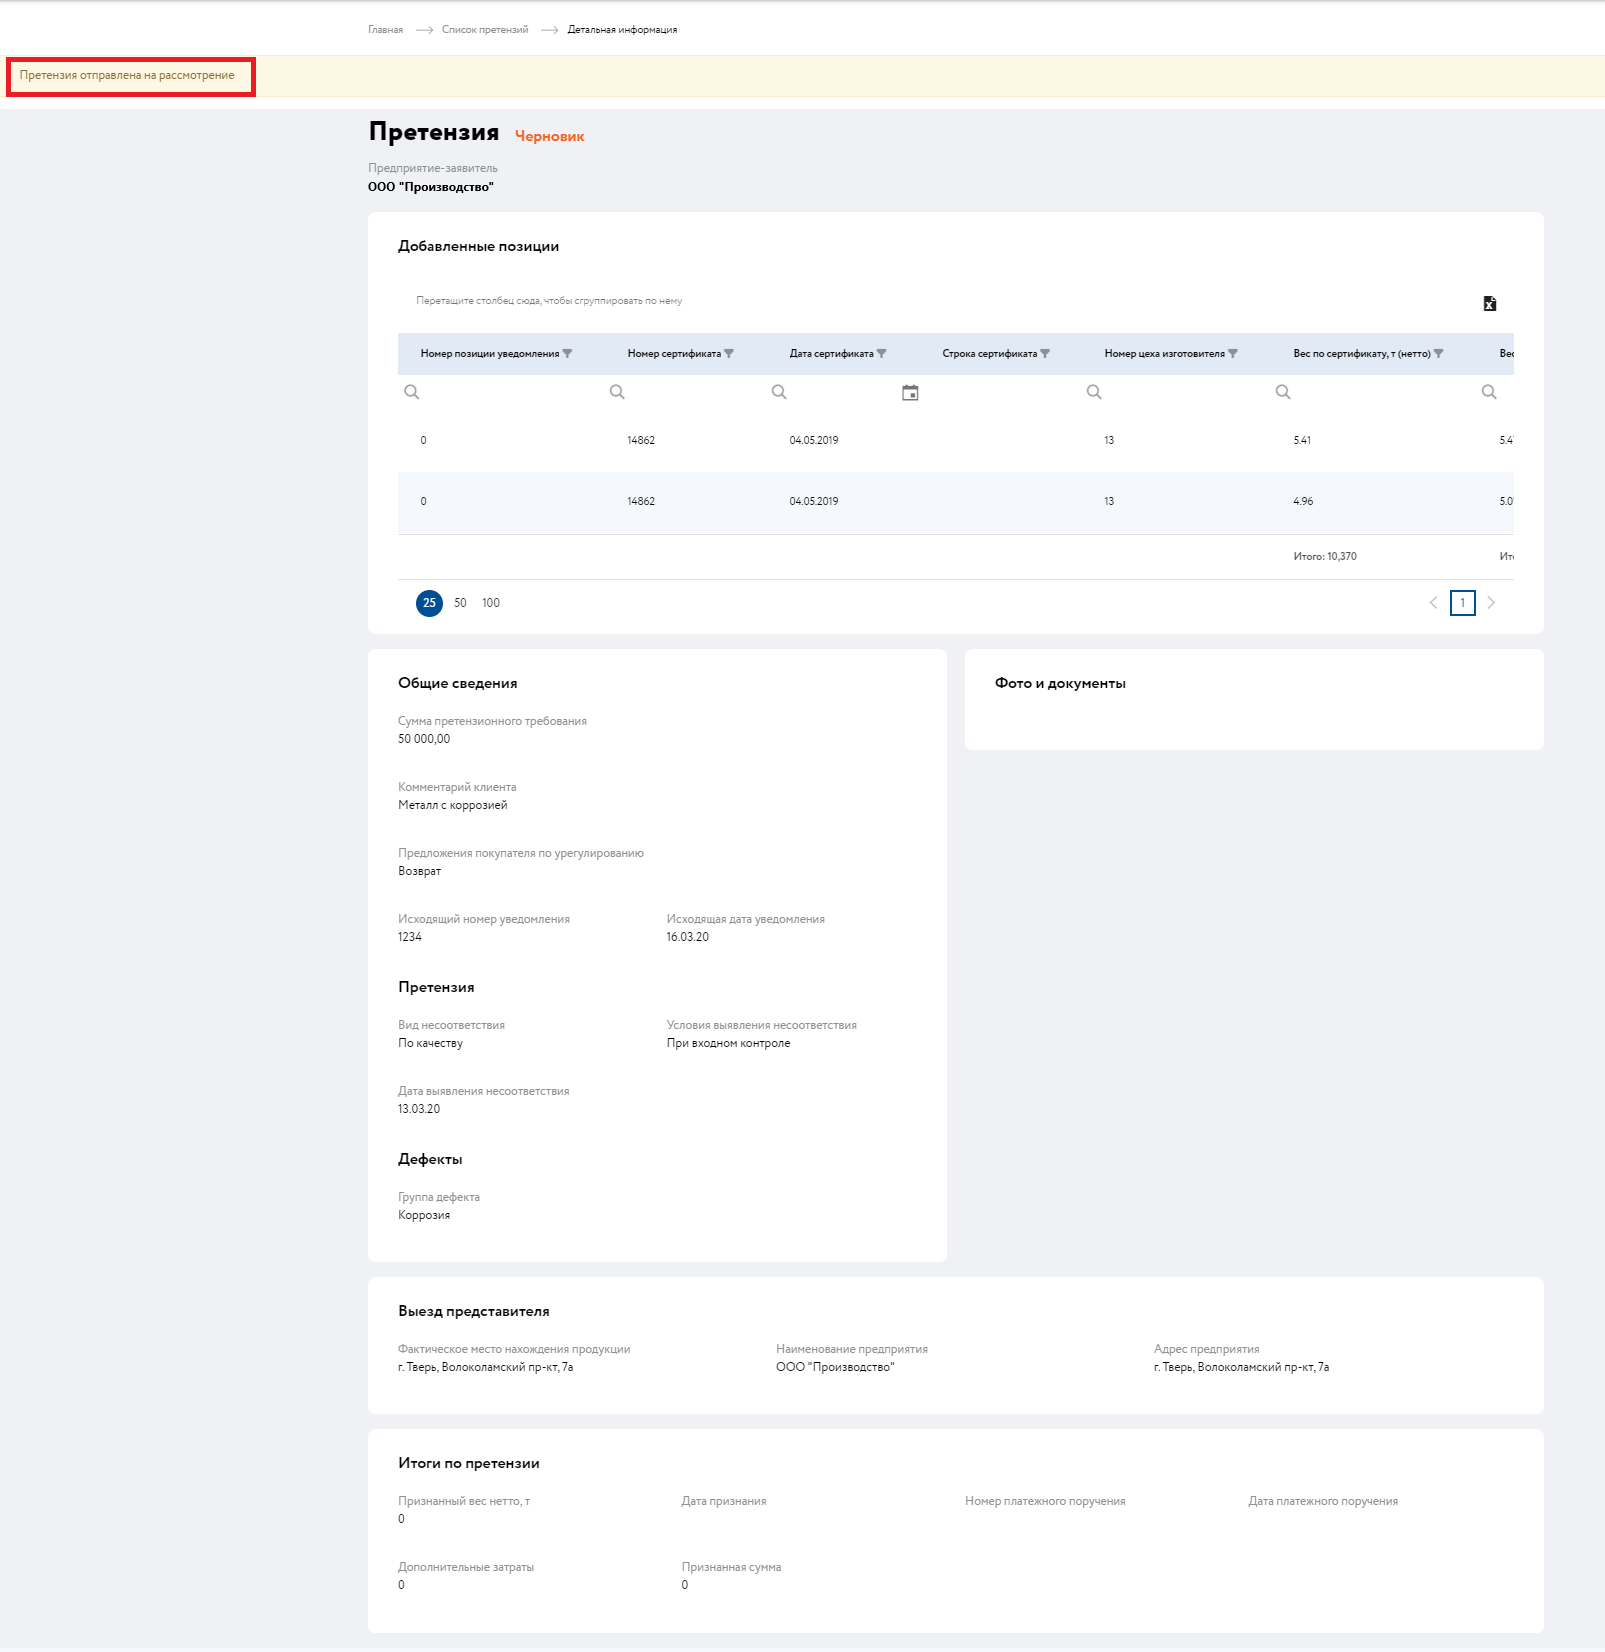 Главная → Список претензий → Детальная информация
Претензия отправлена на рассмотрение
Претензия Черновик
Предприятие-заявитель
ООО "Производство"
Добавленные позиции
Перетащите столбец сюда, чтобы сгруппировать по нему
Номер позиции уведомления Номер сертификата Дата сертификата Строка сертификата Номер цеха изготовителя Вес по сертификату, т (нетто) Вес
0 14862 04.05.2019 13 5.41 5.4
0 14862 04.05.2019 13 4.96 5.0
Итого: 10,370 Ито
25 50 100 1
Общие сведения
Сумма претензионного требования
50 000,00
Комментарий клиента
Металл с коррозией
Предложения покупателя по урегулированию
Возврат
Исходящий номер уведомления Исходящая дата уведомления
1234 16.03.20
Претензия
Вид несоответствия Условия выявления несоответствия
По качеству При входном контроле
Дата выявления несоответствия
13.03.20
Дефекты
Группа дефекта
Коррозия
Фото и документы
Выезд представителя
Фактическое место нахождения продукции Наименование предприятия Адрес предприятия
г. Тверь, Волоколамский пр-кт, 7а ООО "Производство" г. Тверь, Волоколамский пр-кт, 7а
Итоги по претензии
Признанный вес нетто, т Дата признания Номер платежного поручения Дата платежного поручения
0
Дополнительные затраты Признанная сумма
0 0